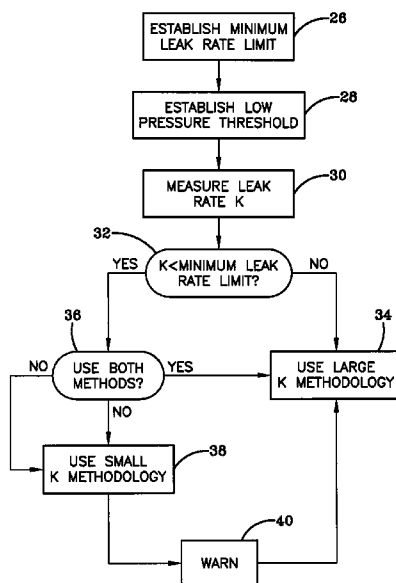 ESTABLISH MINIMUM
LEAK RATE LIMIT
26
ESTABLISH LOW
PRESSURE THRESHOLD
28
MEASURE LEAK
RATE K
30
32
YES
K<MINIMUM LEAK
RATE LIMIT?
NO
36
34
NO
USE BOTH
METHODS?
YES
USE LARGE
K METHODOLOGY
NO
USE SMALL
K METHODOLOGY
38
40
WARN